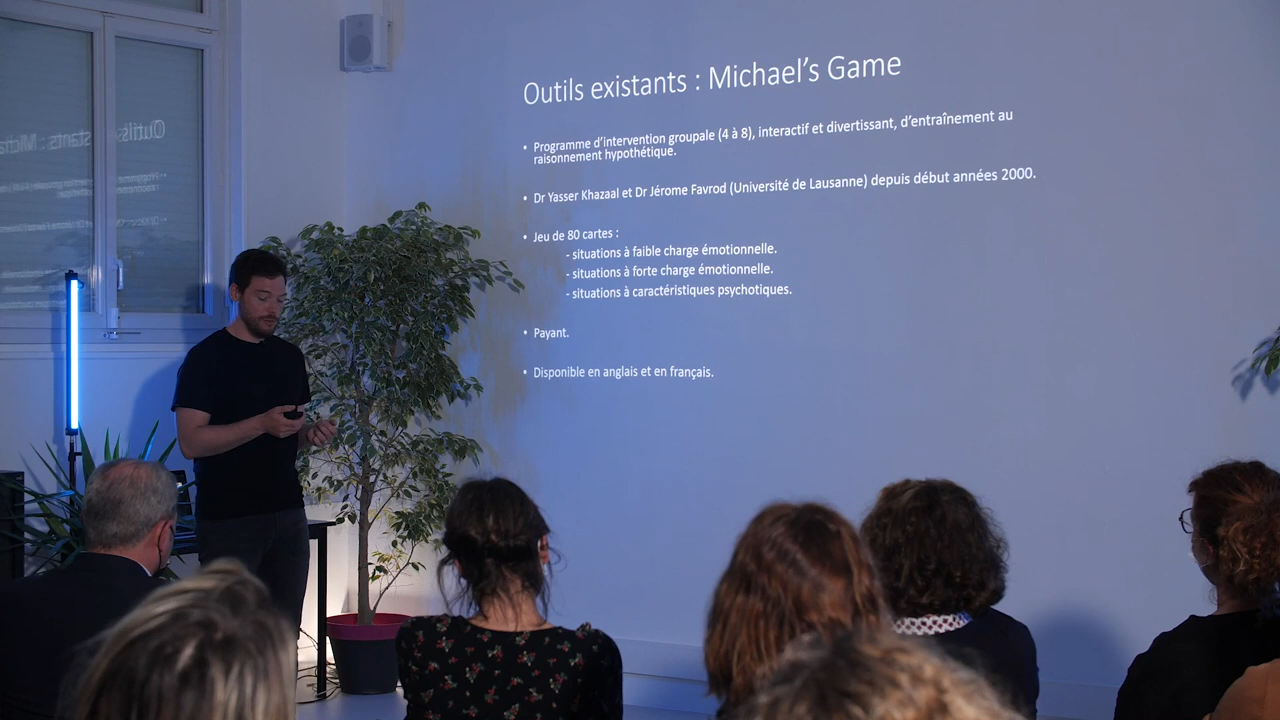 Outils existants : Michael's Game
• Programme d'intervention groupale (4 à 8), interactif et divertissant, d'entraînement au
raisonnement hypothétique.
• Dr Yasser Khazaal et Dr Jérome Favrod (Université de Lausanne) depuis début années 2000.
• Jeu de 80 cartes :
- situations à faible charge émotionnelle.
- situations à forte charge émotionnelle.
- situations à caractéristiques psychotiques.
• Payant.
• Disponible en anglais et en français.